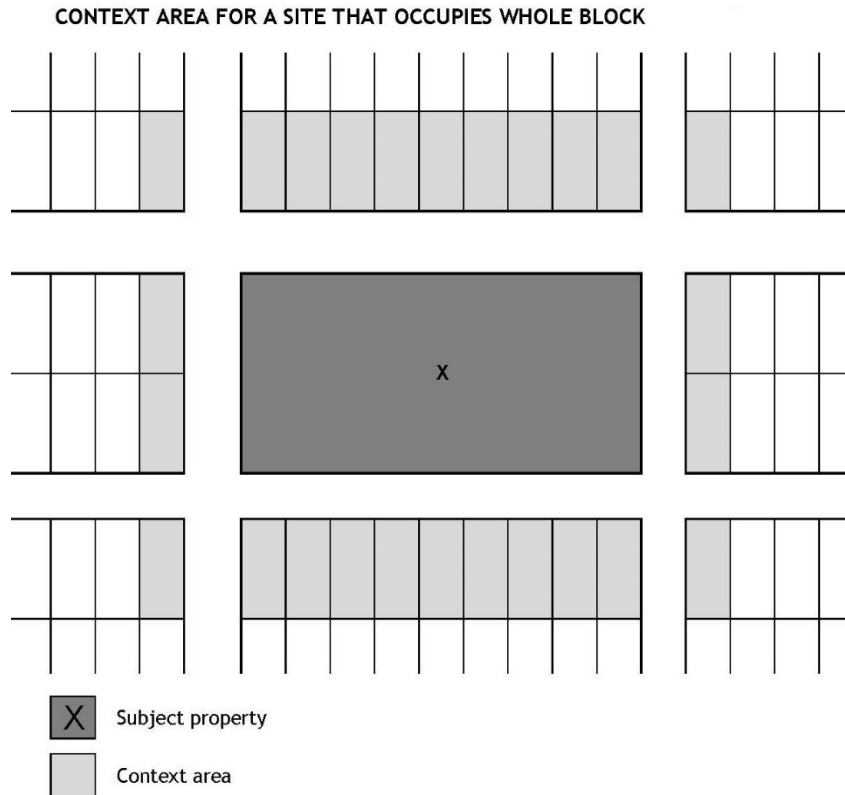 CONTEXT AREA FOR A SITE THAT OCCUPIES WHOLE BLOCK
X
X Subject property
Context area